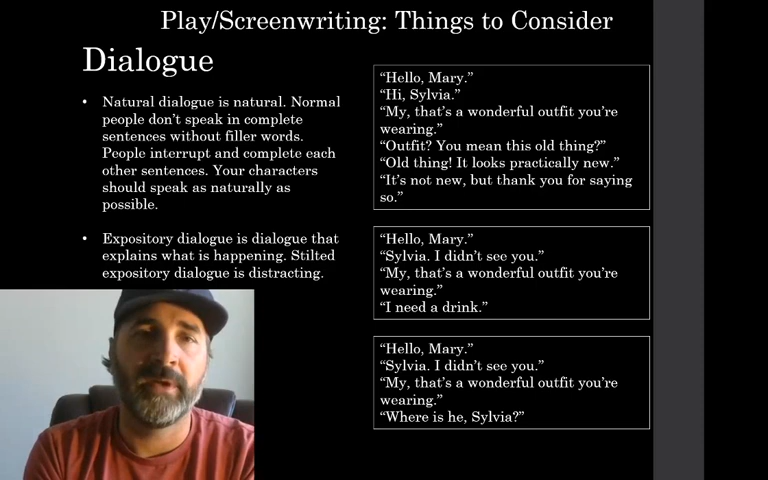 Play/Screenwriting: Things to Consider
Dialogue
• Natural dialogue is natural. Normal
people don’t speak in complete
sentences without filler words.
People interrupt and complete each
other sentences. Your characters
should speak as naturally as
possible.
• Expository dialogue is dialogue that
explains what is happening. Stilted
expository dialogue is distracting.
“Hello, Mary.”
“Hi, Sylvia.”
“My, that’s a wonderful outfit you’re
wearing.”
“Outfit? You mean this old thing?”
“Old thing! It looks practically new.”
“It’s not new, but thank you for saying
so.”
“Hello, Mary.”
“Sylvia. I didn’t see you.”
“My, that’s a wonderful outfit you’re
wearing.”
“I need a drink.”
“Hello, Mary.”
“Sylvia. I didn’t see you.”
“My, that’s a wonderful outfit you’re
wearing.”
“Where is he, Sylvia?”